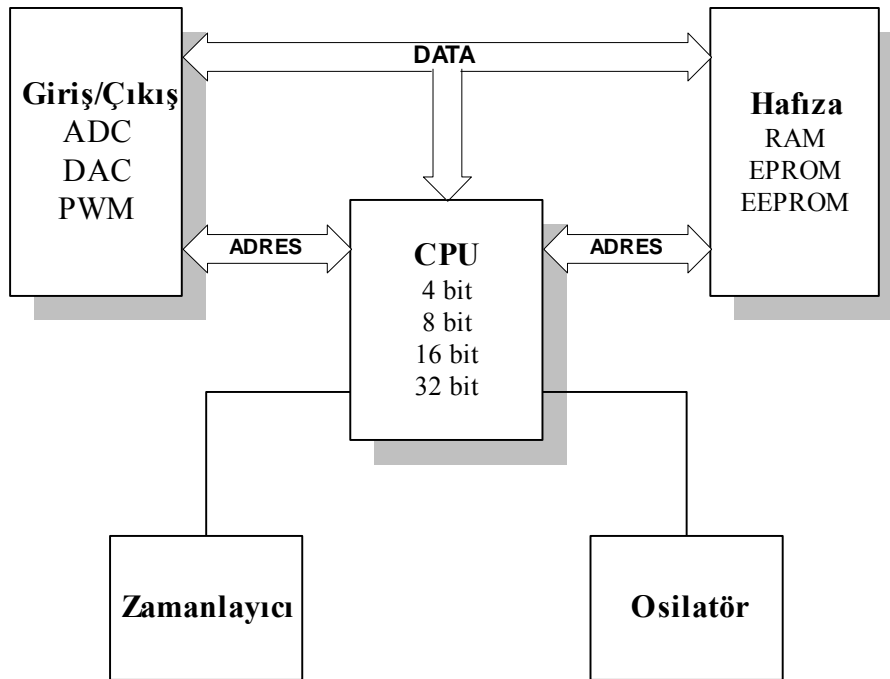 DATA
Giriş/Çıkış
ADC
DAC
PWM
Hafıza
RAM
EPROM
EEPROM
ADRES
ADRES
CPU
4 bit
8 bit
16 bit
32 bit
Zamanlayıcı
Osilatör